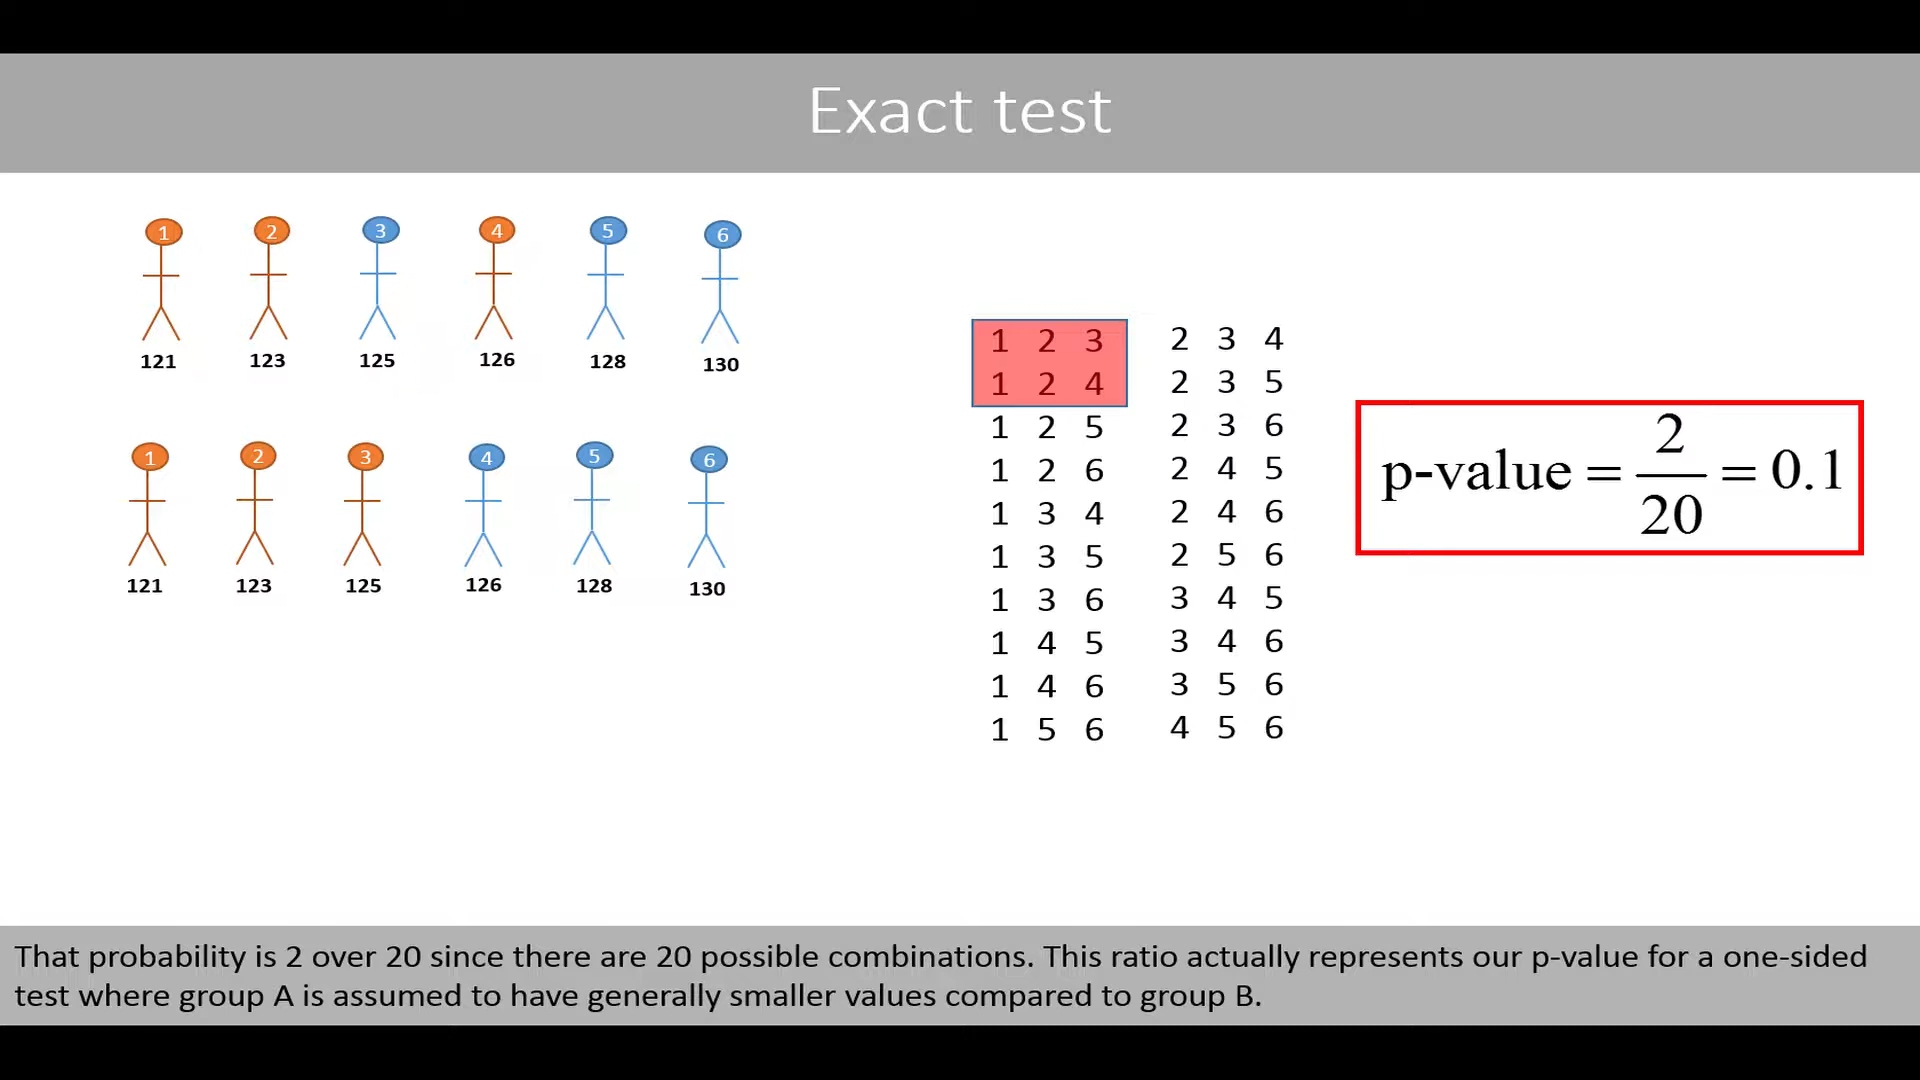 Exact test
1 2 3 4 5 6
121 123 125 126 128 130
1 2 3 4 5 6
121 123 125 126 128 130
1 2 3
1 2 4
1 2 5
1 2 6
1 3 4
1 3 5
1 3 6
1 4 5
1 4 6
1 5 6
2 3 4
2 3 5
2 3 6
2 4 5
2 4 6
2 5 6
3 4 5
3 4 6
3 5 6
4 5 6
p-value = 2/20 = 0.1
That probability is 2 over 20 since there are 20 possible combinations. This ratio actually represents our p-value for a one-sided
test where group A is assumed to have generally smaller values compared to group B.